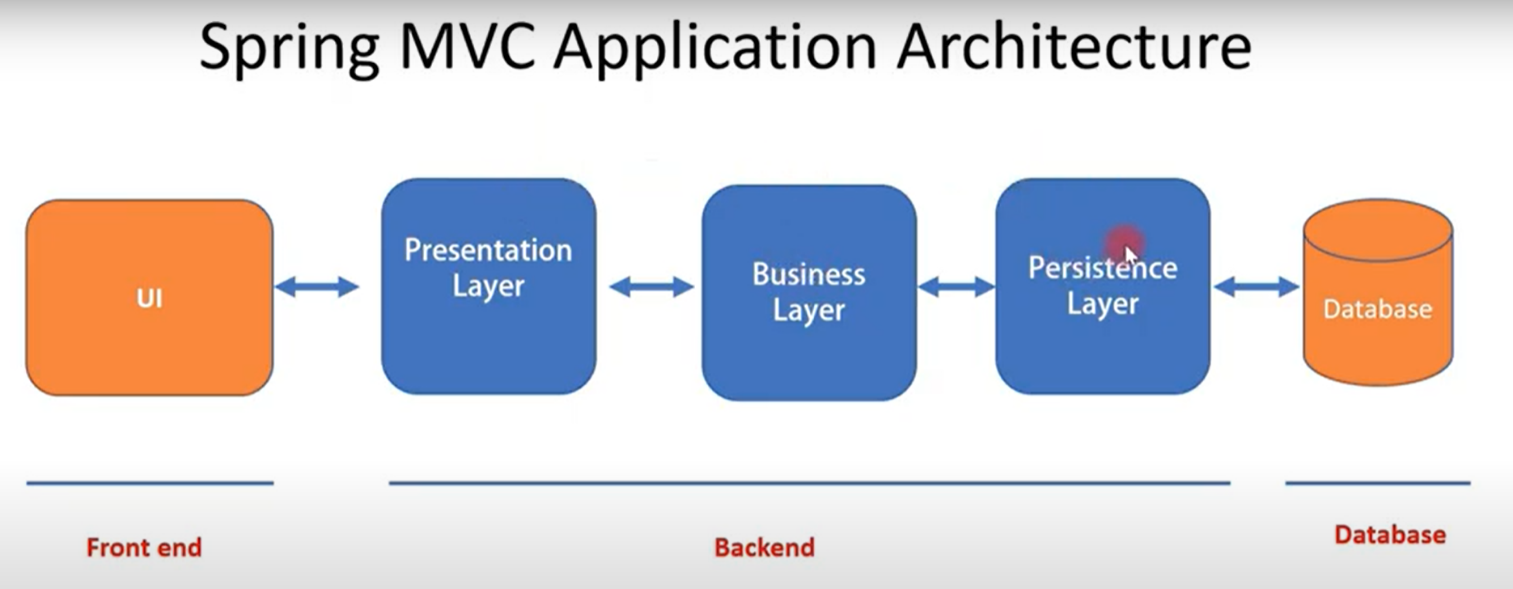 Spring MVC Application Architecture
UI
Presentation
Layer
Business
Layer
Persistence
Layer
Database
Front end
Backend
Database